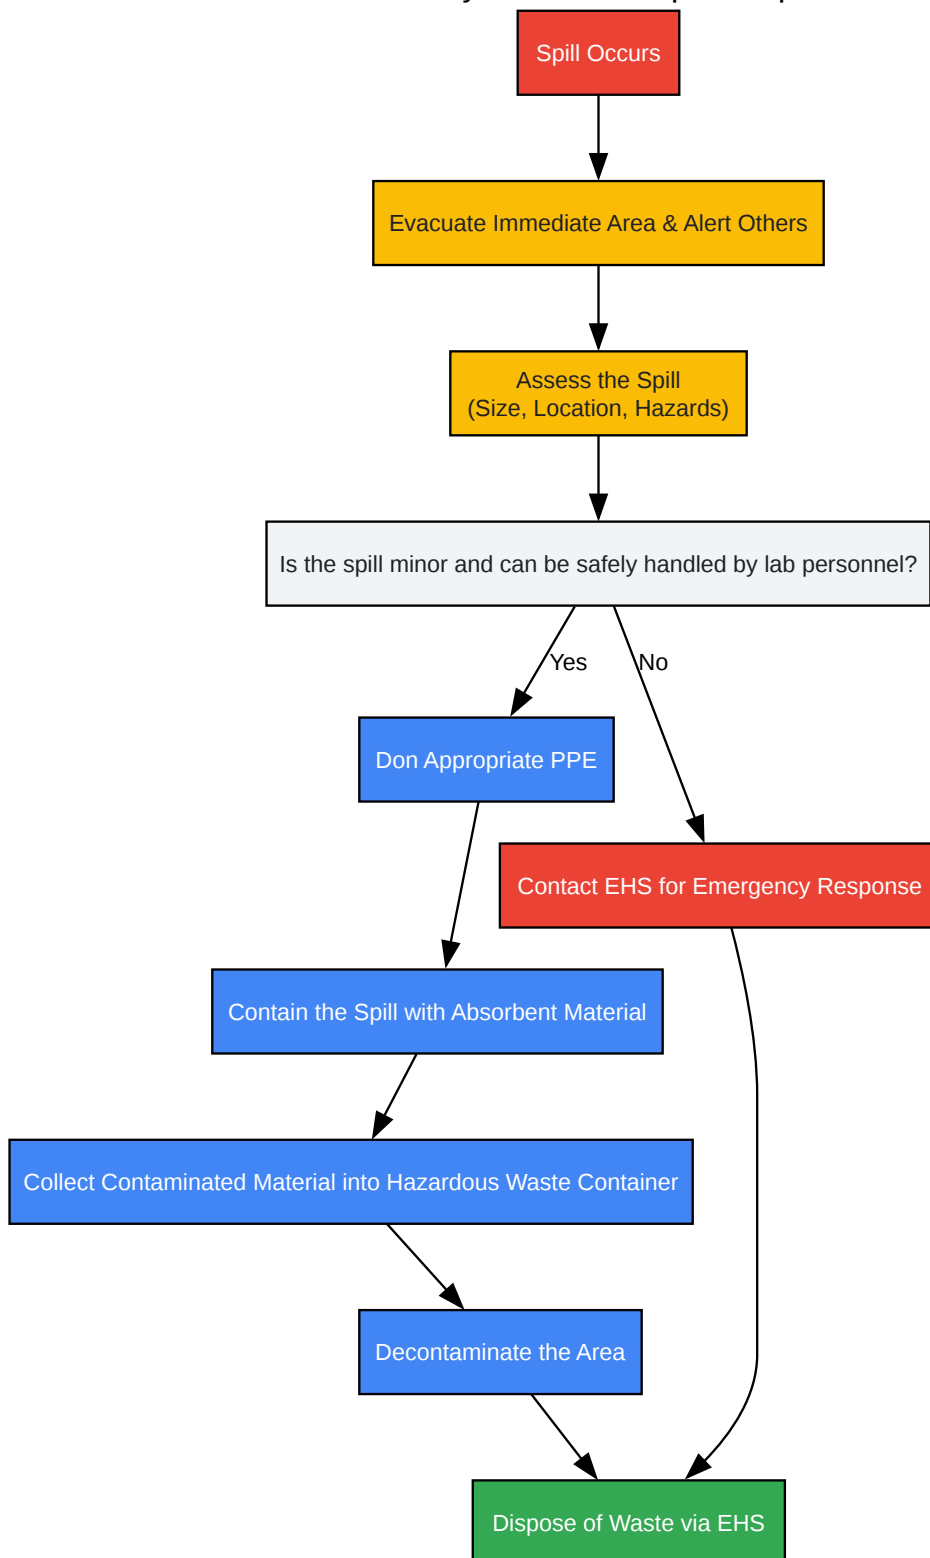 Spill Occurs
Evacuate Immediate Area & Alert Others
Assess the Spill
(Size, Location, Hazards)
Is the spill minor and can be safely handled by lab personnel?
Yes
No
Don Appropriate PPE
Contact EHS for Emergency Response
Contain the Spill with Absorbent Material
Collect Contaminated Material into Hazardous Waste Container
Decontaminate the Area
Dispose of Waste via EHS